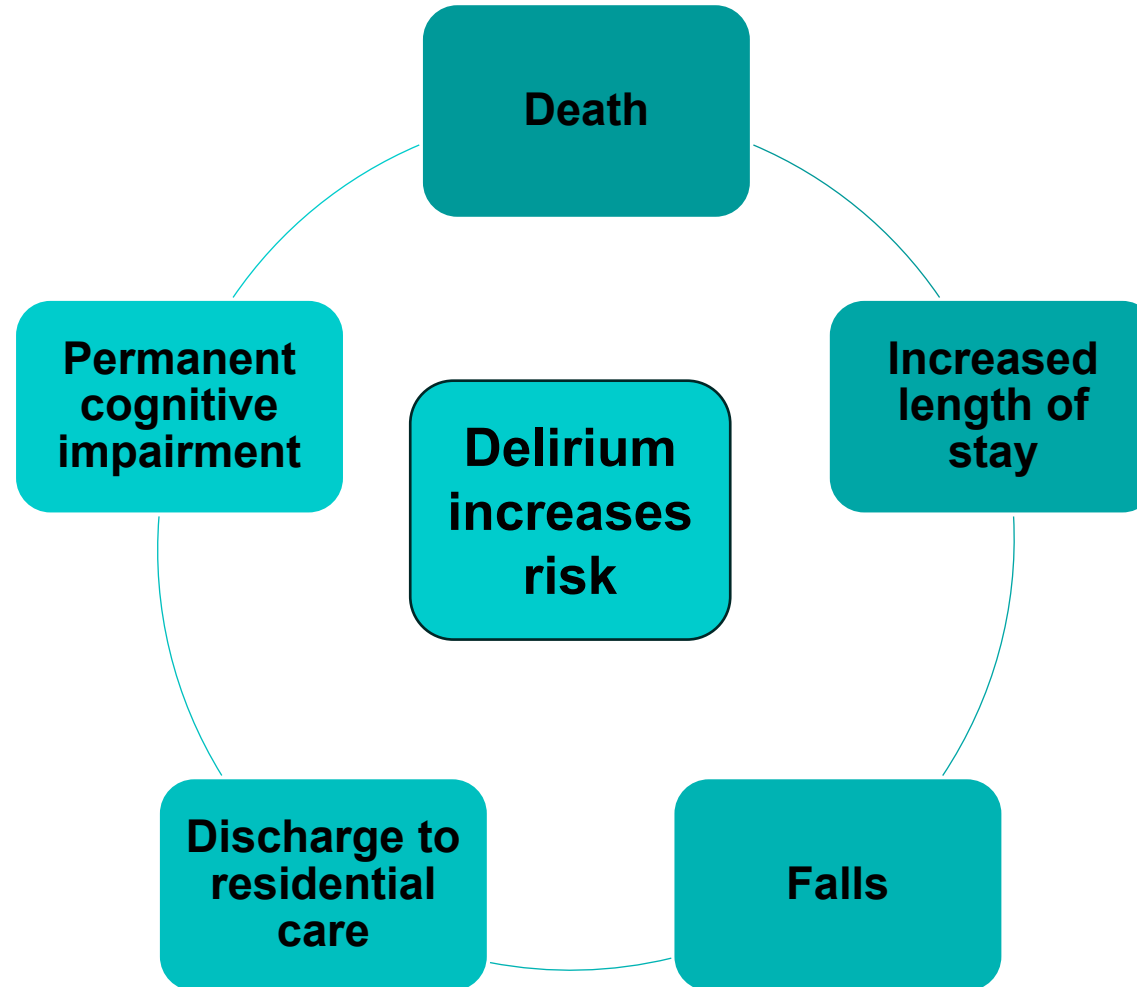 Death
Permanent
cognitive
impairment
Increased
length of
stay
Delirium
increases
risk
Discharge to
residential
care
Falls